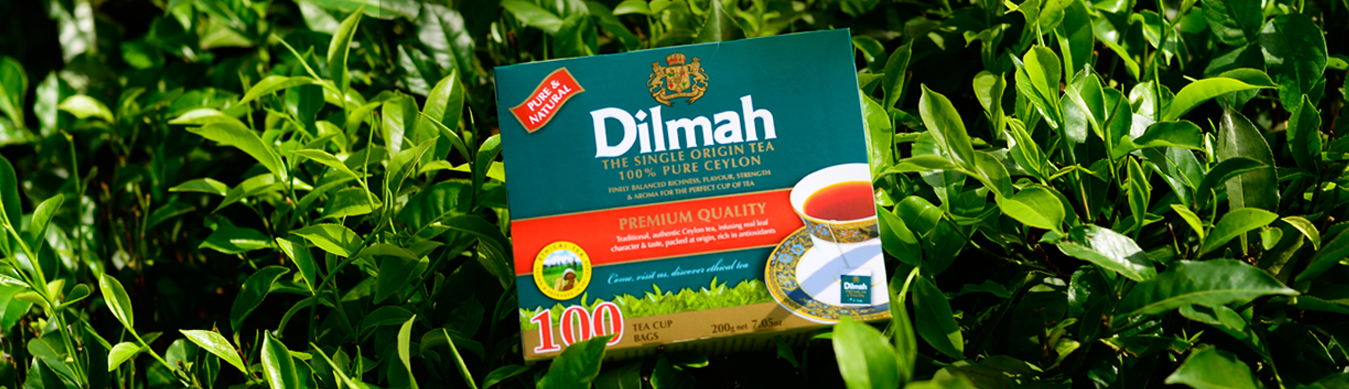 PURE &
NATURAL
Dilmah
THE SINGLE ORIGIN TEA
100% PURE CEYLON
FINELY BALANCED RICHNESS, FLAVOUR, STRENGTH
& AROMA FOR THE PERFECT CUP OF TEA
PREMIUM QUALITY
Traditional, authentic Ceylon tea, infusing real leaf
character & taste, packed at origin, rich in antioxidants
Come, visit us, discover ethical tea
100
TEA CUP
BAGS
200g net 7.05oz
DILMAH